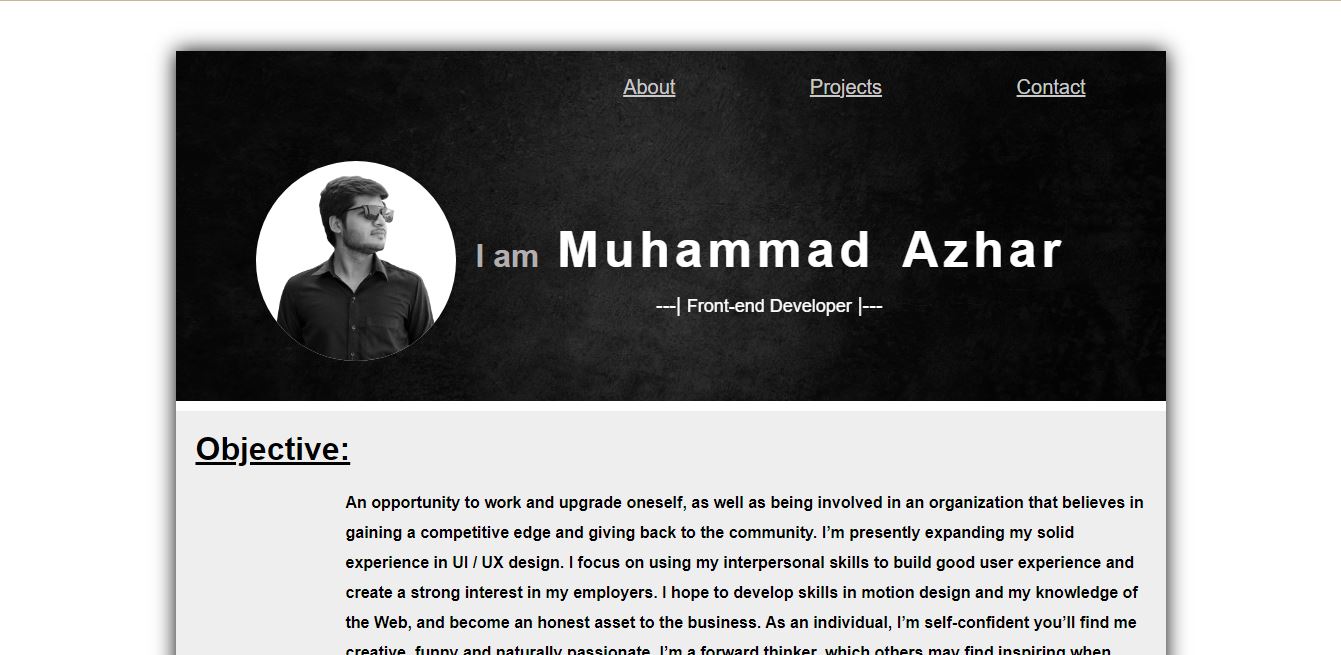 About Projects Contact
I am Muhammad Azhar
---| Front-end Developer |---
Objective:
An opportunity to work and upgrade oneself, as well as being involved in an organization that believes in
gaining a competitive edge and giving back to the community. I’m presently expanding my solid
experience in UI / UX design. I focus on using my interpersonal skills to build good user experience and
create a strong interest in my employers. I hope to develop skills in motion design and my knowledge of
the Web, and become an honest asset to the business. As an individual, I’m self-confident you’ll find me
creative, funny and naturally passionate. I’m a forward thinker, which others may find inspiring when